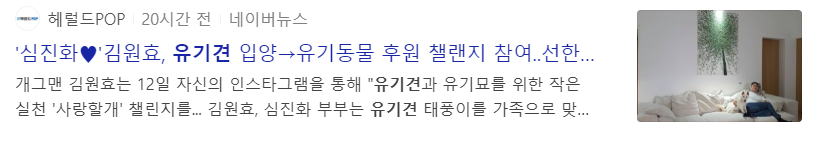 헤럴드POP 20시간 전 네이버뉴스
'심진화♥'김원효, 유기견 입양→유기동물 후원 챌랜지 참여..선한...
개그맨 김원효는 12일 자신의 인스타그램을 통해 "유기견과 유기묘를 위한 작은
실천 '사랑할개' 챌린지를... 김원효, 심진화 부부는 유기견 태풍이를 가족으로 맞...